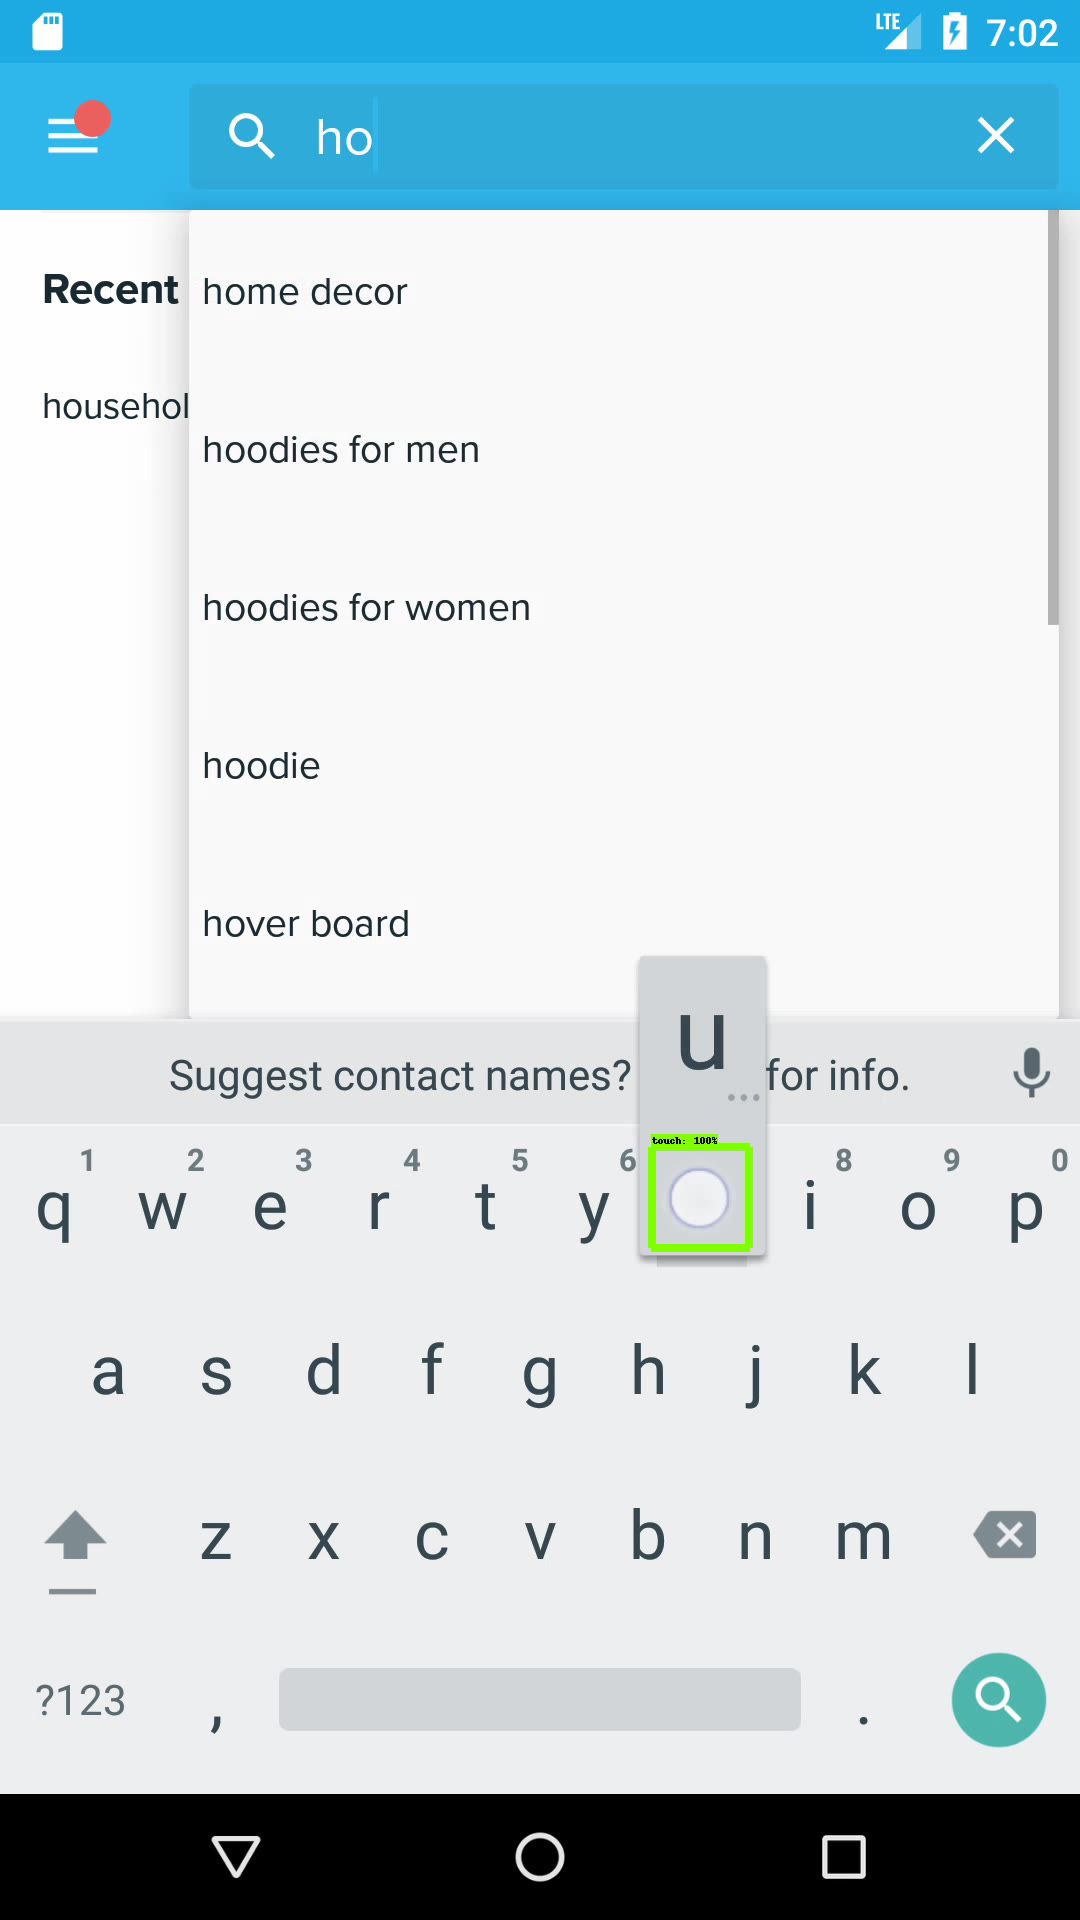 LTE 7:02
ho
Recent
househol
home decor
hoodies for men
hoodies for women
hoodie
hover board
u
Suggest contact names? for info.
...
touch: 100%
1 2 3 4 5 6 8 9 0
q w e r t y i o p
a s d f g h j k l
z x c v b n m
?123 , .